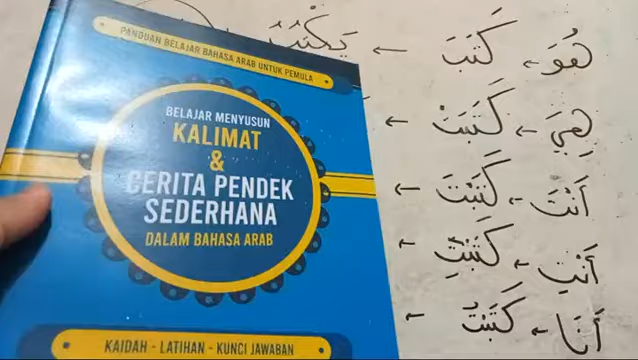 PANDUAN BELAJAR BAHASA ARAB UNTUK PEMULA
BELAJAR MENYUSUN
KALIMAT
&
CERITA PENDEK
SEDERHANA
DALAM BAHASA ARAB
KAIDAH - LATIHAN - KUNCI JAWABAN
هُوَ ← كَتَبَ ← يَكْتُبُ
هِيَ ← كَتَبَتْ ←
أَنْتَ ← كَتَبْتَ ←
أَنْتِ ← كَتَبْتِ ←
أَنَا ← كَتَبْتُ ←